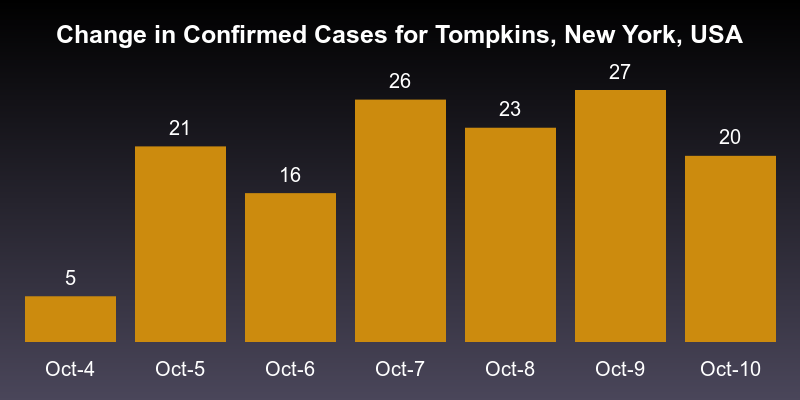 Change in Confirmed Cases for Tompkins, New York, USA
5
21
16
26
23
27
20
Oct-4
Oct-5
Oct-6
Oct-7
Oct-8
Oct-9
Oct-10